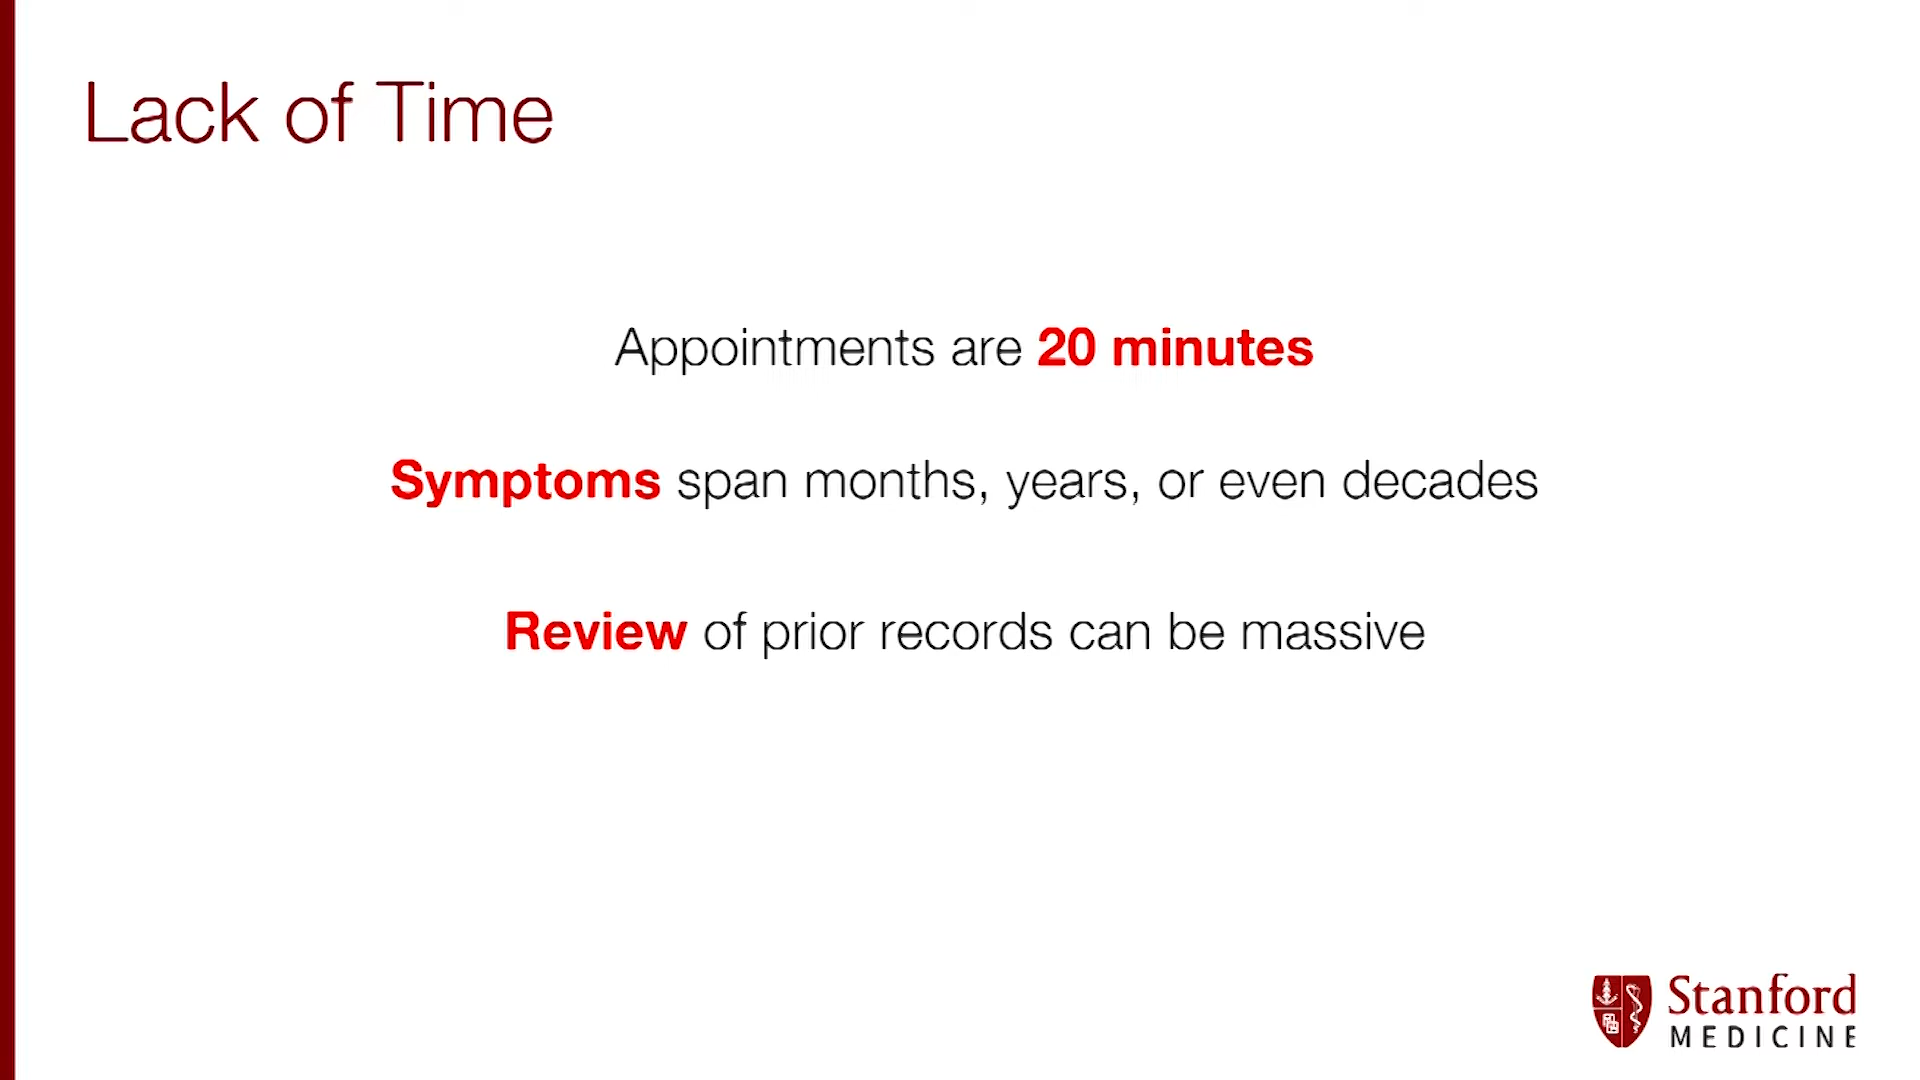 Lack of Time
Appointments are 20 minutes
Symptoms span months, years, or even decades
Review of prior records can be massive
Stanford
MEDICINE